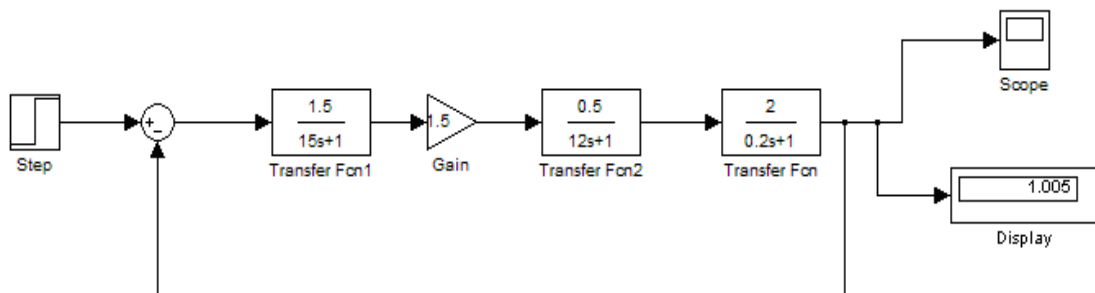 Step
+
−
1.5
15s+1
Transfer Fcn1
1.5
Gain
0.5
12s+1
Transfer Fcn2
2
0.2s+1
Transfer Fcn
Scope
1.005
Display